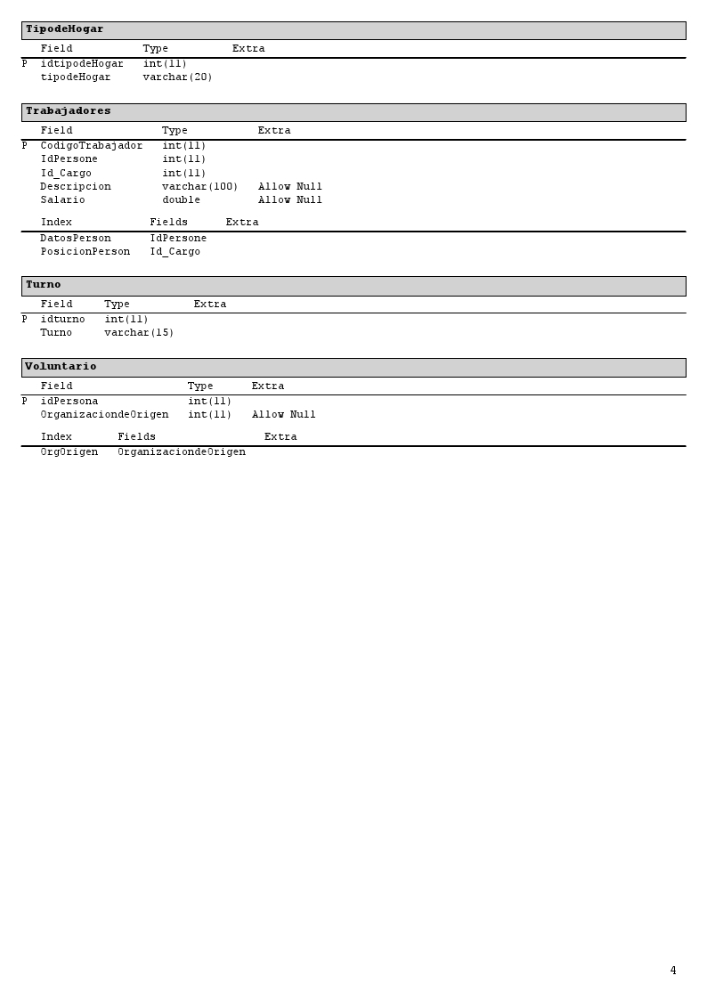 TipodeHogar
Field Type Extra
P idtipodeHogar int(11)
tipodeHogar varchar(20)
Trabajadores
Field Type Extra
P CodigoTrabajador int(11)
IdPersone int(11)
Id_Cargo int(11)
Descripcion varchar(100) Allow Null
Salario double Allow Null
Index Fields Extra
DatosPerson IdPersone
PosicionPerson Id_Cargo
Turno
Field Type Extra
P idturno int(11)
Turno varchar(15)
Voluntario
Field Type Extra
P idPersona int(11)
OrganizaciondeOrigen int(11) Allow Null
Index Fields Extra
OrgOrigen OrganizaciondeOrigen
4